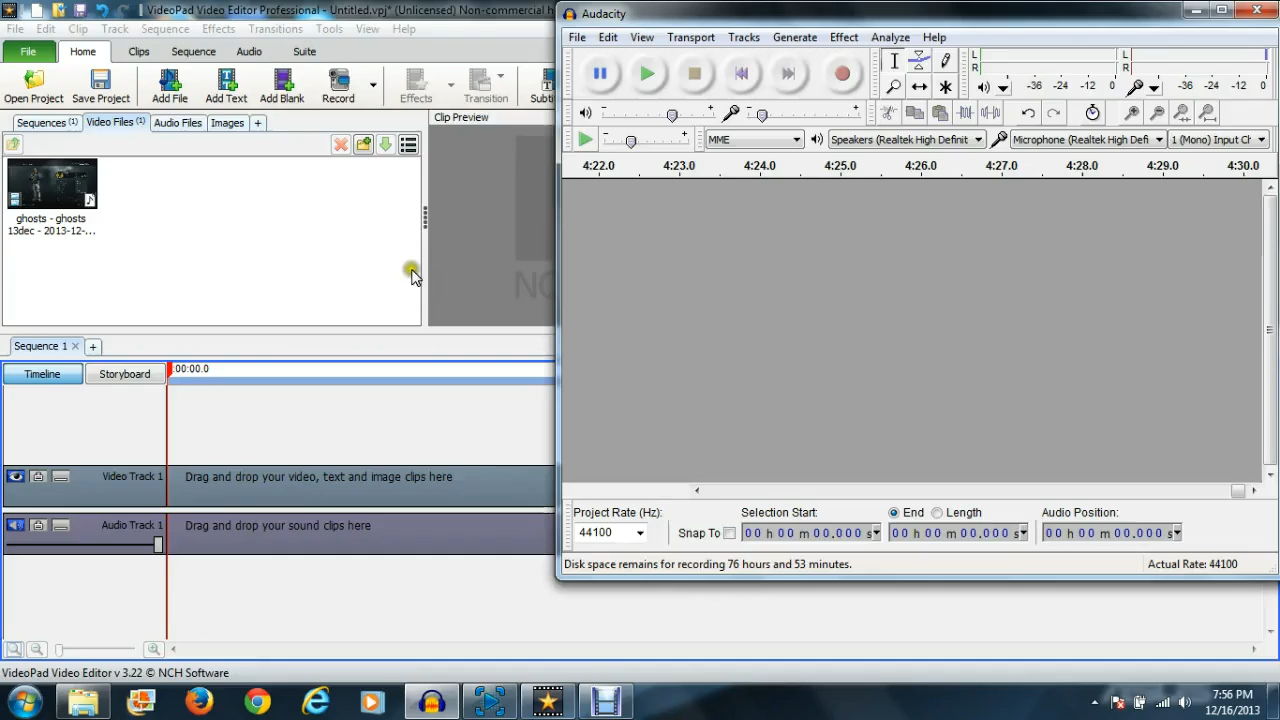 VideoPad Video Editor Professional - Untitled.vpj* (Unlicensed) Non-commercial h
File Edit Clip Track Sequence Effects Transitions Tools View Help
File Home Clips Sequence Audio Suite
Open Project Save Project Add File Add Text Add Blank Record Effects Transition Subti
Sequences (1) Video Files (1) Audio Files Images +
Clip Preview
ghosts - ghosts
13dec - 2013-12-...
NC
Sequence 1 +
Timeline Storyboard :00:00.0
Video Track 1 Drag and drop your video, text and image clips here
Audio Track 1 Drag and drop your sound clips here
VideoPad Video Editor v 3.22 © NCH Software
Audacity
File Edit View Transport Tracks Generate Effect Analyze Help
L
R
-36 -24 -12
L
R
-36 -24 -12
MME Speakers (Realtek High Definit Microphone (Realtek High Defi 1 (Mono) Input Cl
4:22.0 4:23.0 4:24.0 4:25.0 4:26.0 4:27.0 4:28.0 4:29.0 4:30.0
Project Rate (Hz): Selection Start: End Length Audio Position:
44100 Snap To 00 h 00 m 00.000 s 00 h 00 m 00.000 s 00 h 00 m 00.000 s
Disk space remains for recording 76 hours and 53 minutes. Actual Rate: 44100
7:56 PM
12/16/2013